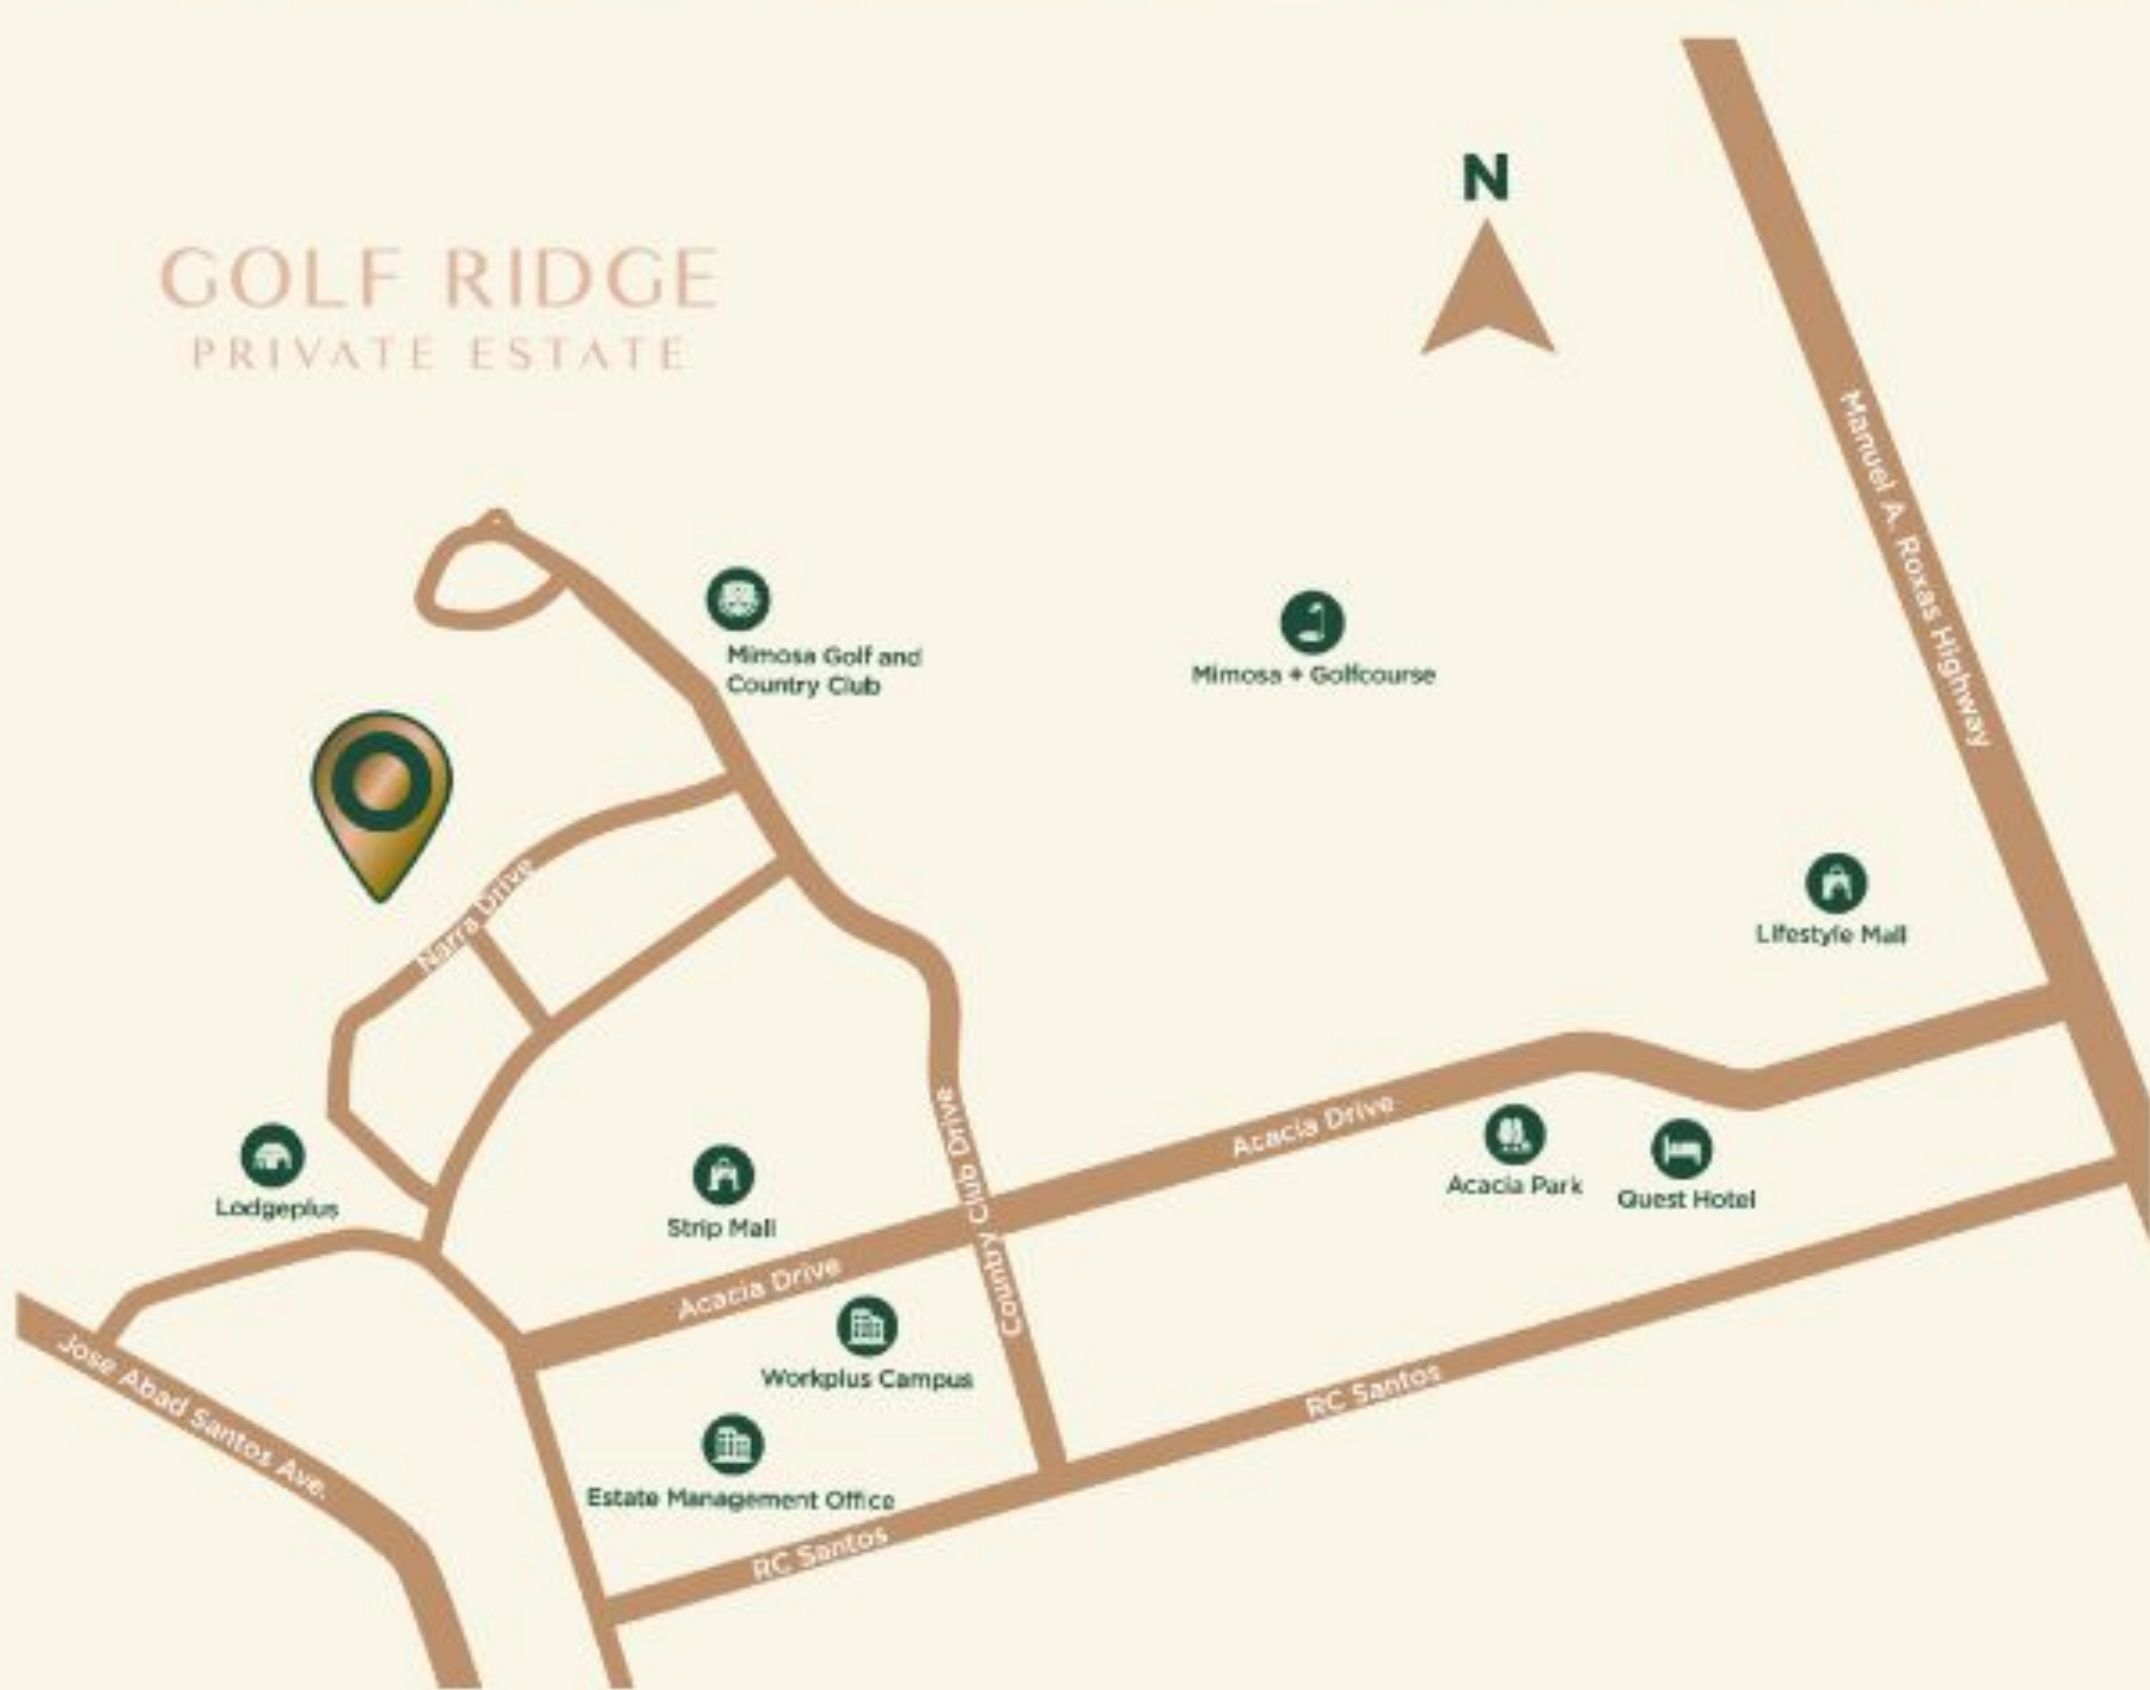 N
GOLF RIDGE
PRIVATE ESTATE
Manuel A. Roxas Highway
Mimosa Golf and
Country Club
Mimosa + Golfcourse
Lifestyle Mall
Narra Drive
Country Club Drive
Acacia Drive
Acacia Park
Quest Hotel
Lodgeplus
Strip Mall
Acacia Drive
Workplus Campus
Jose Abad Santos Ave.
RC Santos
Estate Management Office
RC Santos